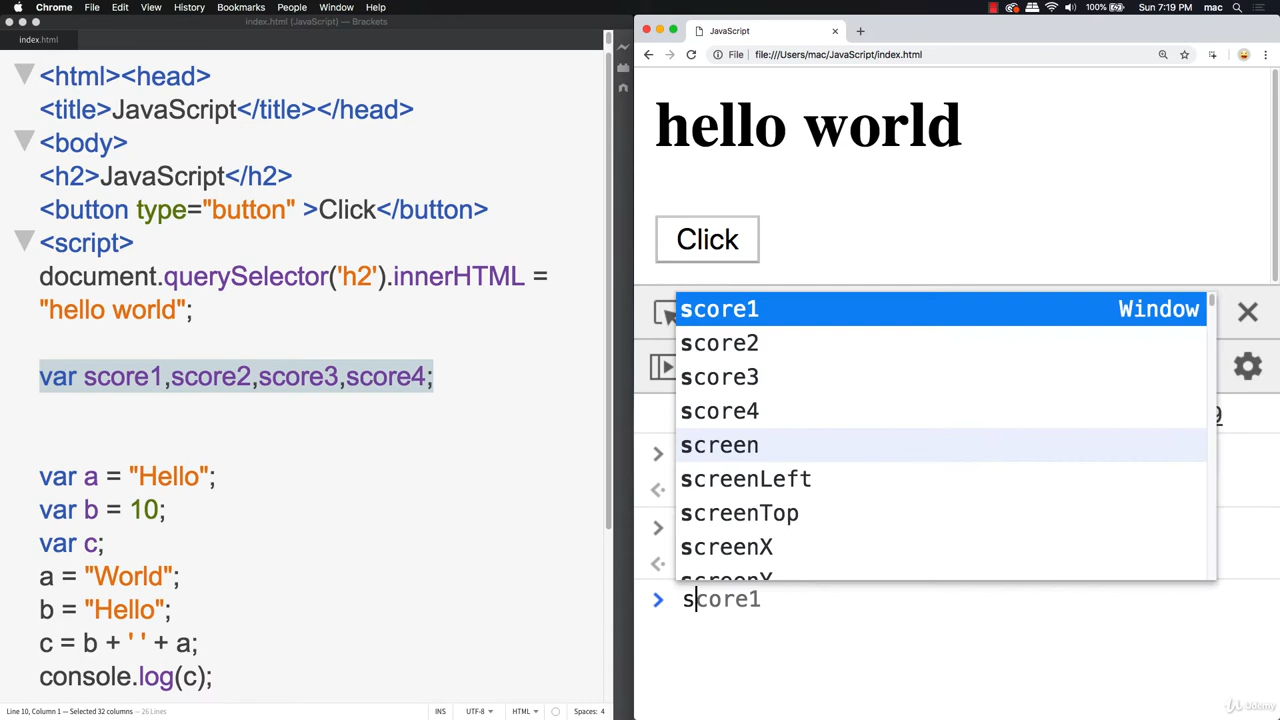 Chrome File Edit View History Bookmarks People Window Help
100% Sun 7:19 PM mac
index.html (JavaScript) — Brackets
index.html
<html><head>
<title>JavaScript</title></head>
<body>
<h2>JavaScript</h2>
<button type="button" >Click</button>
<script>
document.querySelector('h2').innerHTML =
"hello world";
var score1,score2,score3,score4;
var a = "Hello";
var b = 10;
var c;
a = "World";
b = "Hello";
c = b + ' ' + a;
console.log(c);
Line 10, Column 1 — Selected 32 columns — 26 Lines
INS UTF-8 HTML Spaces: 4
JavaScript
File file:///Users/mac/JavaScript/index.html
hello world
Click
score1 Window
score2
score3
score4
screen
screenLeft
screenTop
screenX
screenY
score1
Udemy